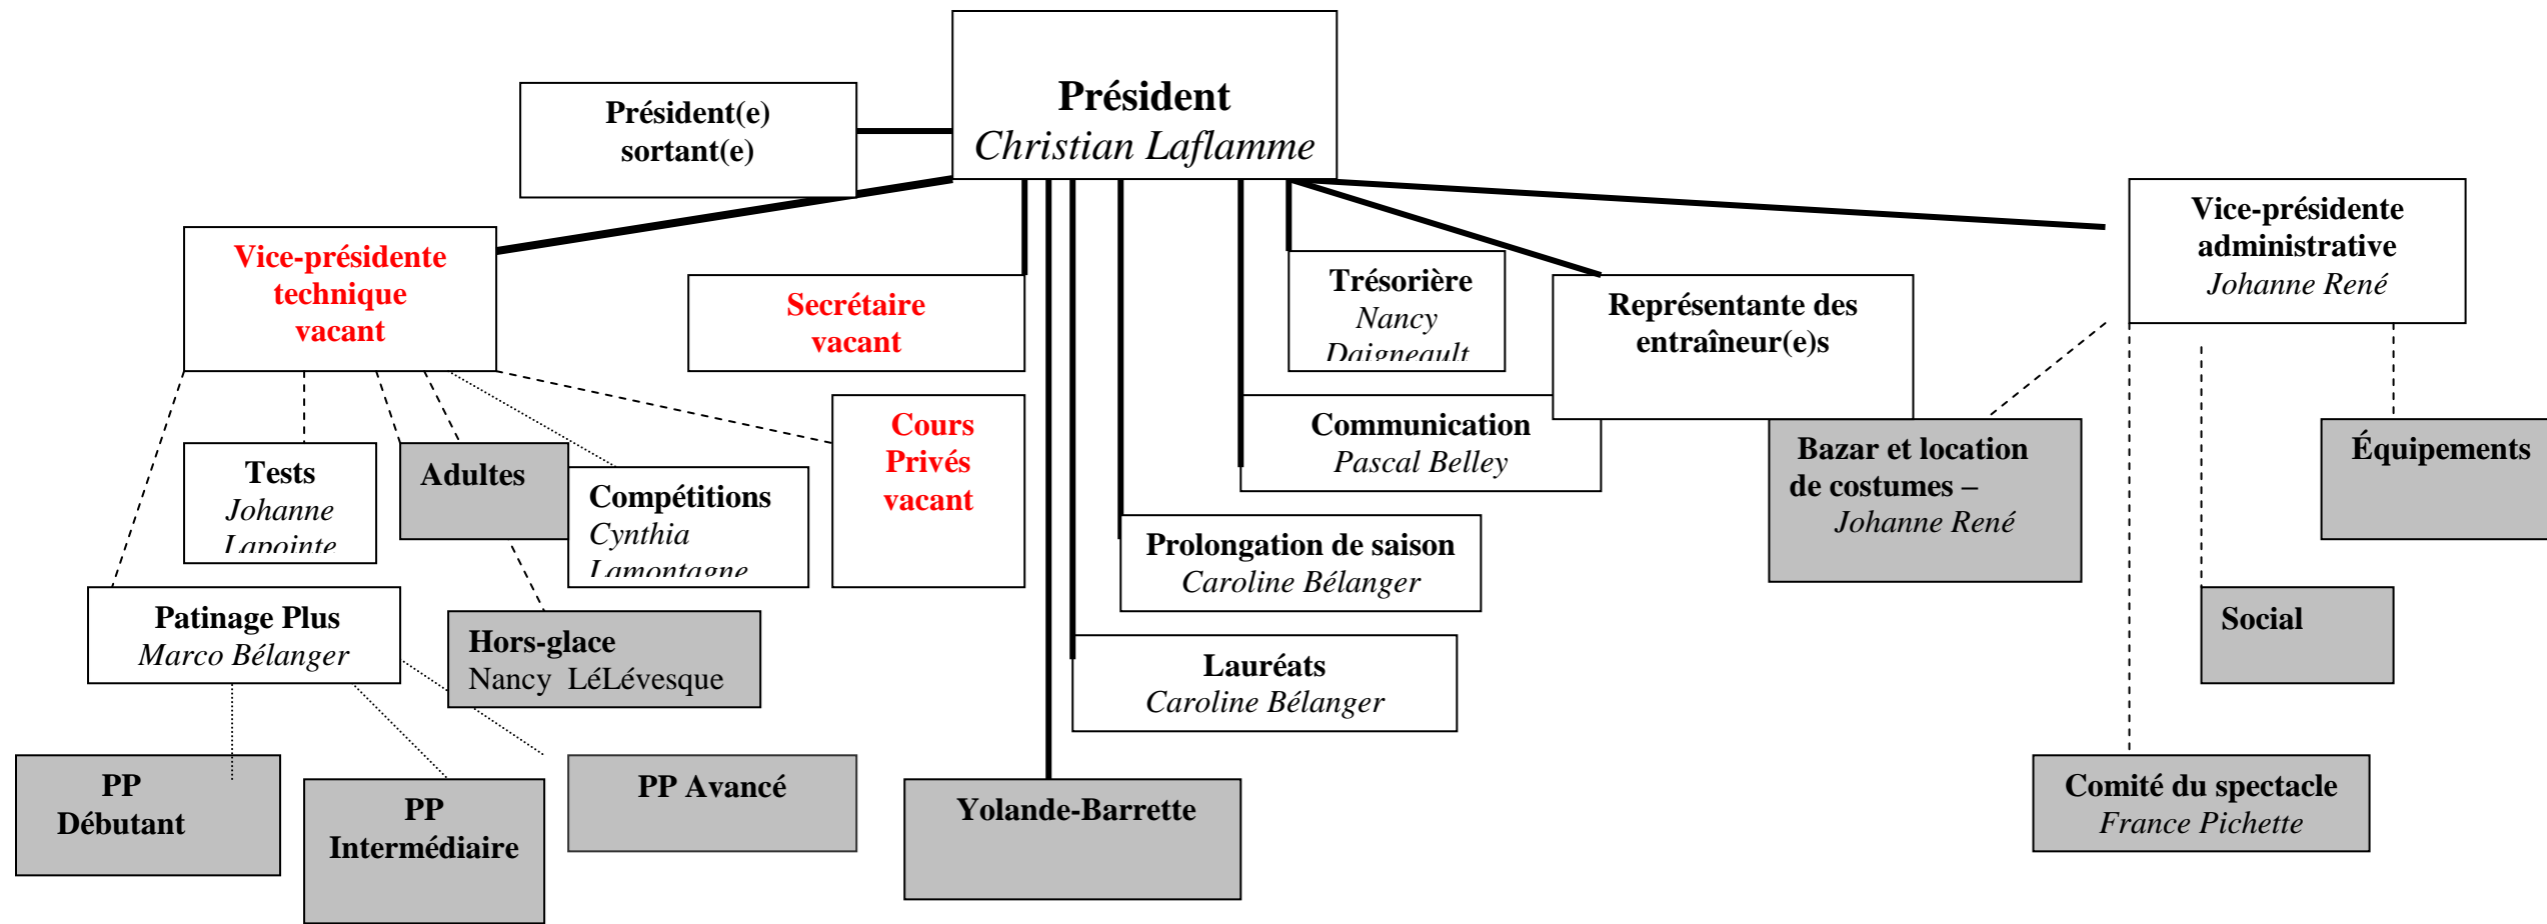 Président
Christian Laflamme
Président(e)
sortant(e)
Vice-présidente
administrative
Johanne René
Vice-présidente
technique
vacant
Secrétaire
vacant
Trésorière
Nancy
Daigneault
Représentante des
entraîneur(e)s
Cours
Privés
vacant
Communication
Pascal Belley
Bazar et location
de costumes –
Johanne René
Équipements
Tests
Johanne
Lapointe
Adultes
Compétitions
Cynthia
Lamontagne
Prolongation de saison
Caroline Bélanger
Patinage Plus
Marco Bélanger
Hors-glace
Nancy LéLévesque
Social
Lauréats
Caroline Bélanger
PP
Débutant
PP
Intermédiaire
PP Avancé
Yolande-Barrette
Comité du spectacle
France Pichette